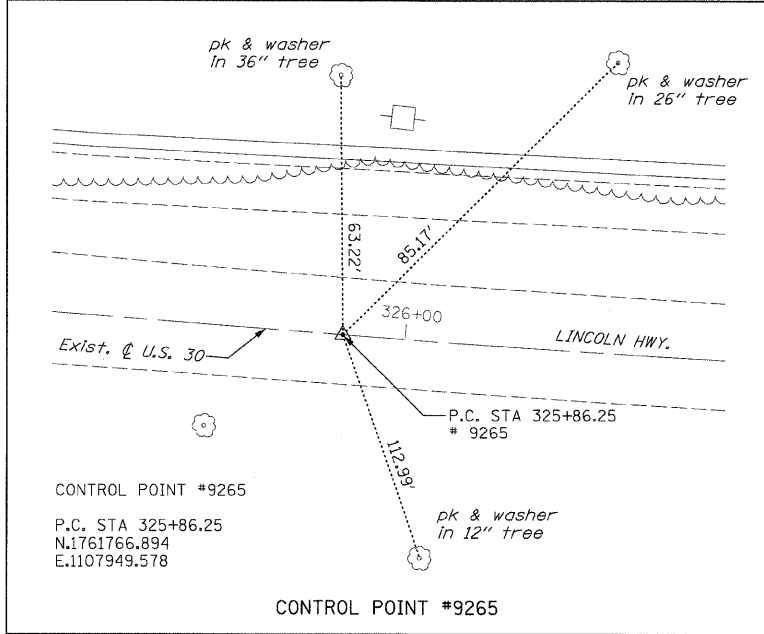 pk & washer
in 36" tree
pk & washer
in 26" tree
63.22'
85.17'
326+00
LINCOLN HWY.
Exist. ℄ U.S. 30
P.C. STA 325+86.25
# 9265
112.99'
CONTROL POINT #9265
P.C. STA 325+86.25
N.1761766.894
E.1107949.578
pk & washer
in 12" tree
CONTROL POINT #9265